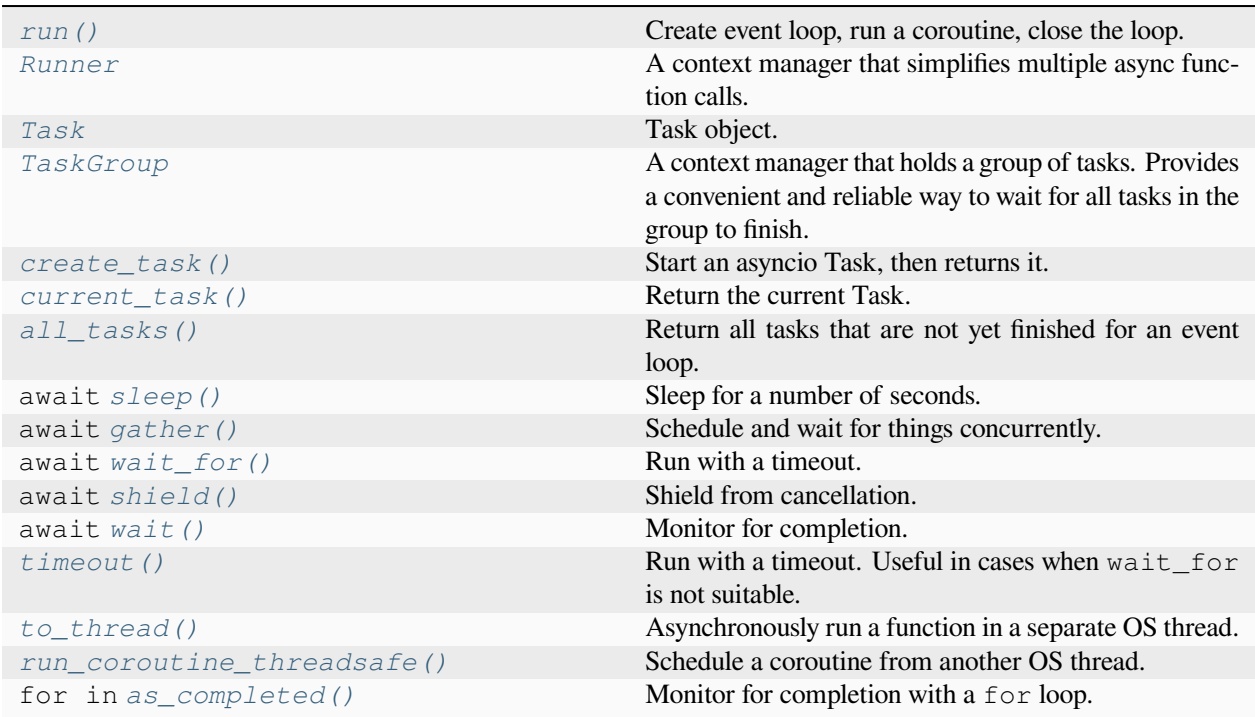 run() Create event loop, run a coroutine, close the loop.
Runner A context manager that simplifies multiple async func-
tion calls.
Task Task object.
TaskGroup A context manager that holds a group of tasks. Provides
a convenient and reliable way to wait for all tasks in the
group to finish.
create_task() Start an asyncio Task, then returns it.
current_task() Return the current Task.
all_tasks() Return all tasks that are not yet finished for an event
loop.
await sleep() Sleep for a number of seconds.
await gather() Schedule and wait for things concurrently.
await wait_for() Run with a timeout.
await shield() Shield from cancellation.
await wait() Monitor for completion.
timeout() Run with a timeout. Useful in cases when wait_for
is not suitable.
to_thread() Asynchronously run a function in a separate OS thread.
run_coroutine_threadsafe() Schedule a coroutine from another OS thread.
for in as_completed() Monitor for completion with a for loop.